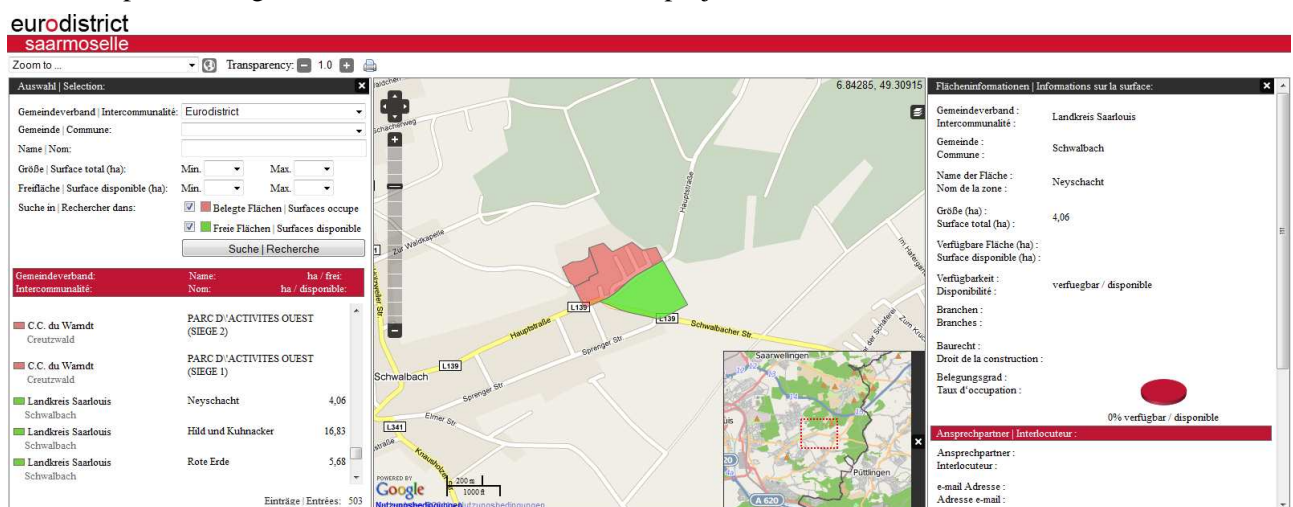 eurodistrict
saarmoselle
Zoom to ...
Transparency: - 1.0 +
Auswahl | Selection:
Gemeindeverband | Intercommunalité: Eurodistrict
Gemeinde | Commune:
Name | Nom:
Größe | Surface total (ha): Min. Max.
Freifläche | Surface disponible (ha): Min. Max.
Suche in | Rechercher dans: Belegte Flächen | Surfaces occupe
Freie Flächen | Surfaces disponible
Suche | Recherche
Gemeindeverband: Name: ha / frei:
Intercommunalité: Nom: ha / disponible:
C.C. du Warndt PARC D\'ACTIVITES OUEST
(SIEGE 2)
Creutzwald
C.C. du Warndt PARC D\'ACTIVITES OUEST
(SIEGE 1)
Creutzwald
Landkreis Saarlouis Neyschacht 4,06
Schwalbach
Landkreis Saarlouis Hild und Kuhnacker 16,83
Schwalbach
Landkreis Saarlouis Rote Erde 5,68
Schwalbach
Einträge | Entrées: 503
6.84285, 49.30915
Hauptstraße
Zur Waldkapelle
L139
Hauptstraße
L139
Schwalbacher Str.
Sprenger Str.
L139
Schwalbach
Sprenger Str.
Elmer Str.
L341
POWERED BY
Google
200 m
1000 ft
Nutzungsbedingungen
Saarwellingen
Püttlingen
A 620
Flächeninformationen | Informations sur la surface:
Gemeindeverband :
Intercommunalité :
Landkreis Saarlouis
Gemeinde :
Commune :
Schwalbach
Name der Fläche :
Nom de la zone :
Neyschacht
Größe (ha) :
Surface total (ha) :
4,06
Verfügbare Fläche (ha) :
Surface disponible (ha) :
Verfügbarkeit :
Disponibilité :
verfuegbar / disponible
Branchen :
Branches :
Baurecht :
Droit de la construction :
Belegungsgrad :
Taux d'occupation :
0% verfügbar / disponible
Ansprechpartner | Interlocuteur :
Ansprechpartner :
Interlocuteur :
e-mail Adresse :
Adresse e-mail :